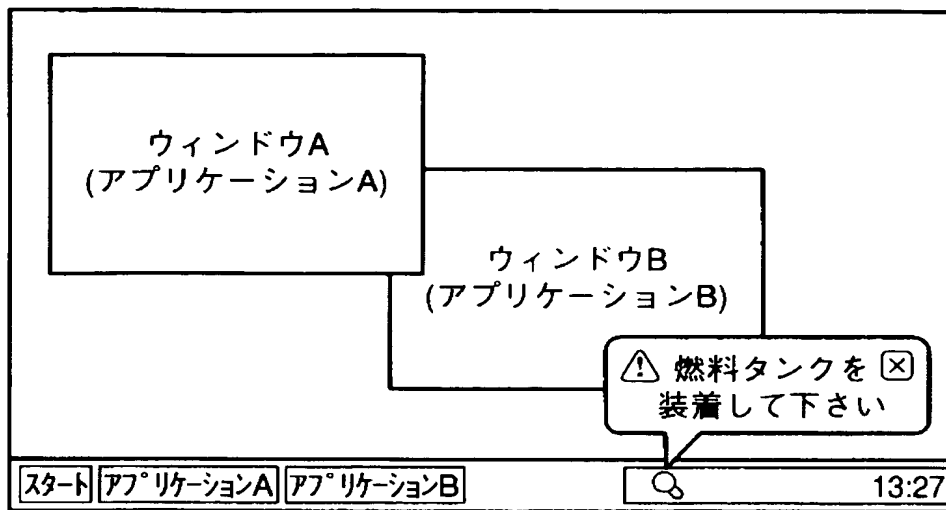 ウィンドウA
(アプリケーションA)
ウィンドウB
(アプリケーションB)
燃料タンクを
装着して下さい
スタート
アプリケーションA
アプリケーションB
13:27